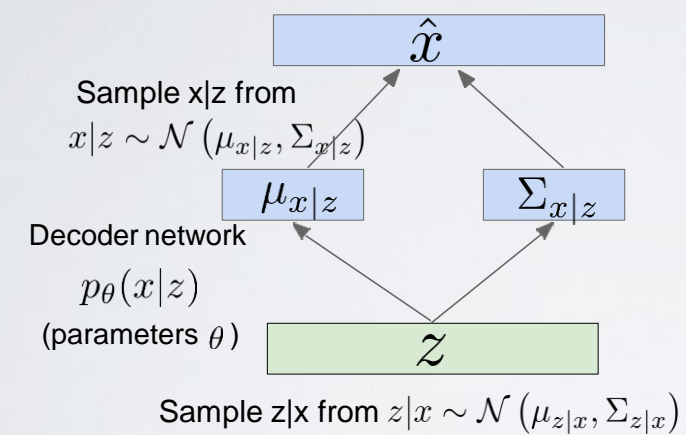 x̂
Sample x|z from
x|z ∼ 𝒩 (μ_{x|z}, Σ_{x|z})
μ_{x|z} Σ_{x|z}
Decoder network
p_θ(x|z)
(parameters θ )
z
Sample z|x from z|x ∼ 𝒩 (μ_{z|x}, Σ_{z|x})